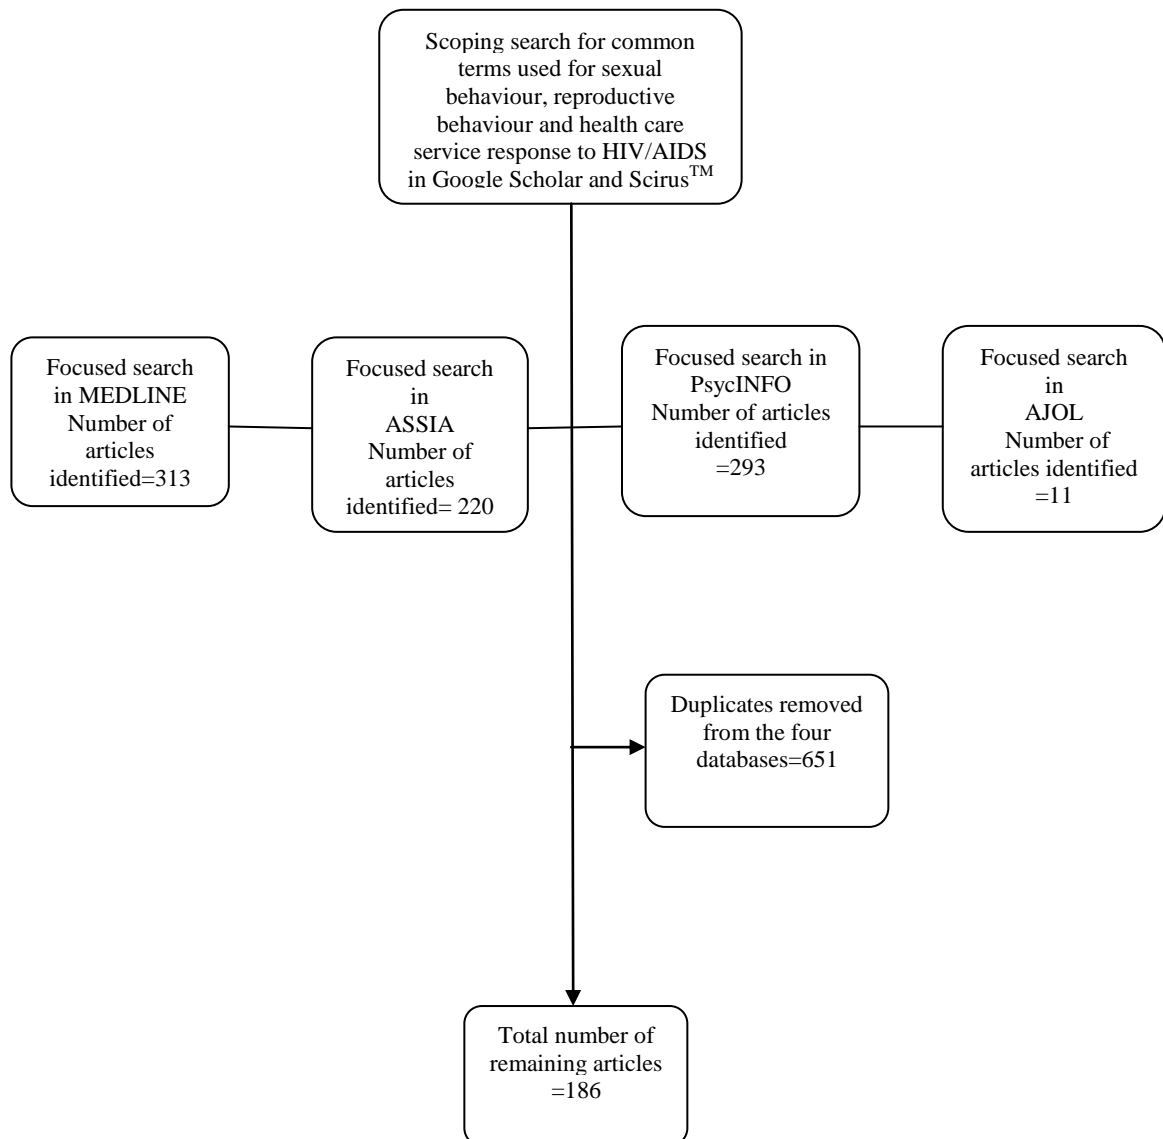 Scoping search for common
terms used for sexual
behaviour, reproductive
behaviour and health care
service response to HIV/AIDS
in Google Scholar and Scirus™
Focused search
in MEDLINE
Number of
articles
identified=313
Focused search
in
ASSIA
Number of
articles
identified= 220
Focused search in
PsycINFO
Number of articles
identified
=293
Focused search
in
AJOL
Number of
articles identified
=11
Duplicates removed
from the four
databases=651
Total number of
remaining articles
=186